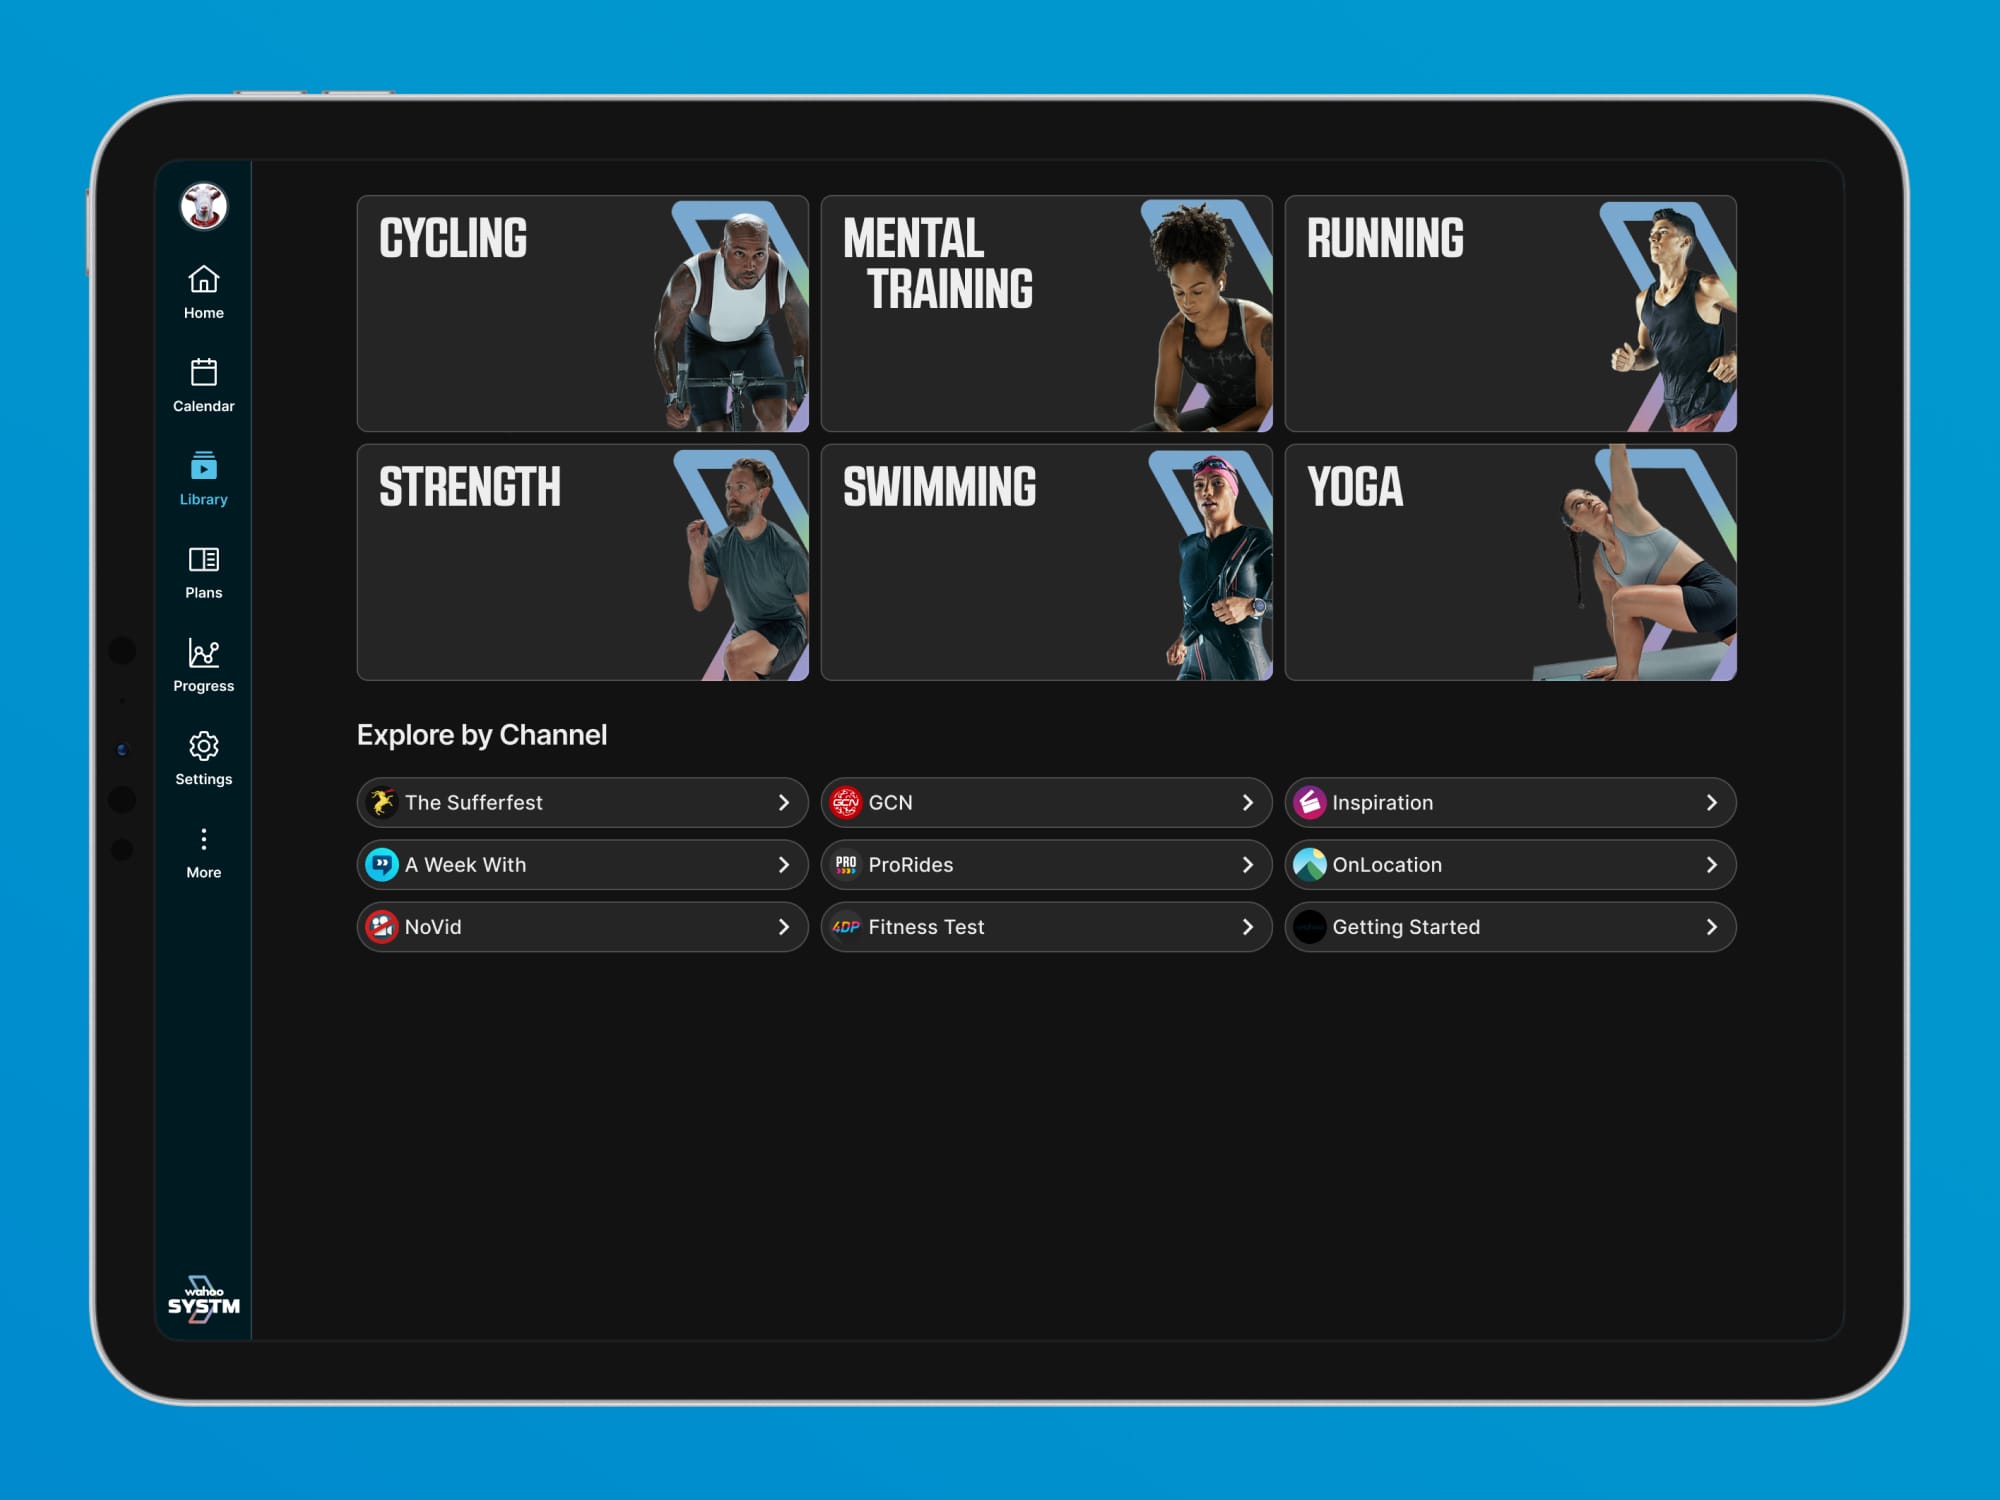 Home
Calendar
Library
Plans
Progress
Settings
More
wahoo
SYSTM
CYCLING
MENTAL
TRAINING
RUNNING
STRENGTH
SWIMMING
YOGA
Explore by Channel
The Sufferfest
GCN
GCN
Inspiration
A Week With
PRO
ProRides
OnLocation
NoVid
4DP
Fitness Test
Getting Started